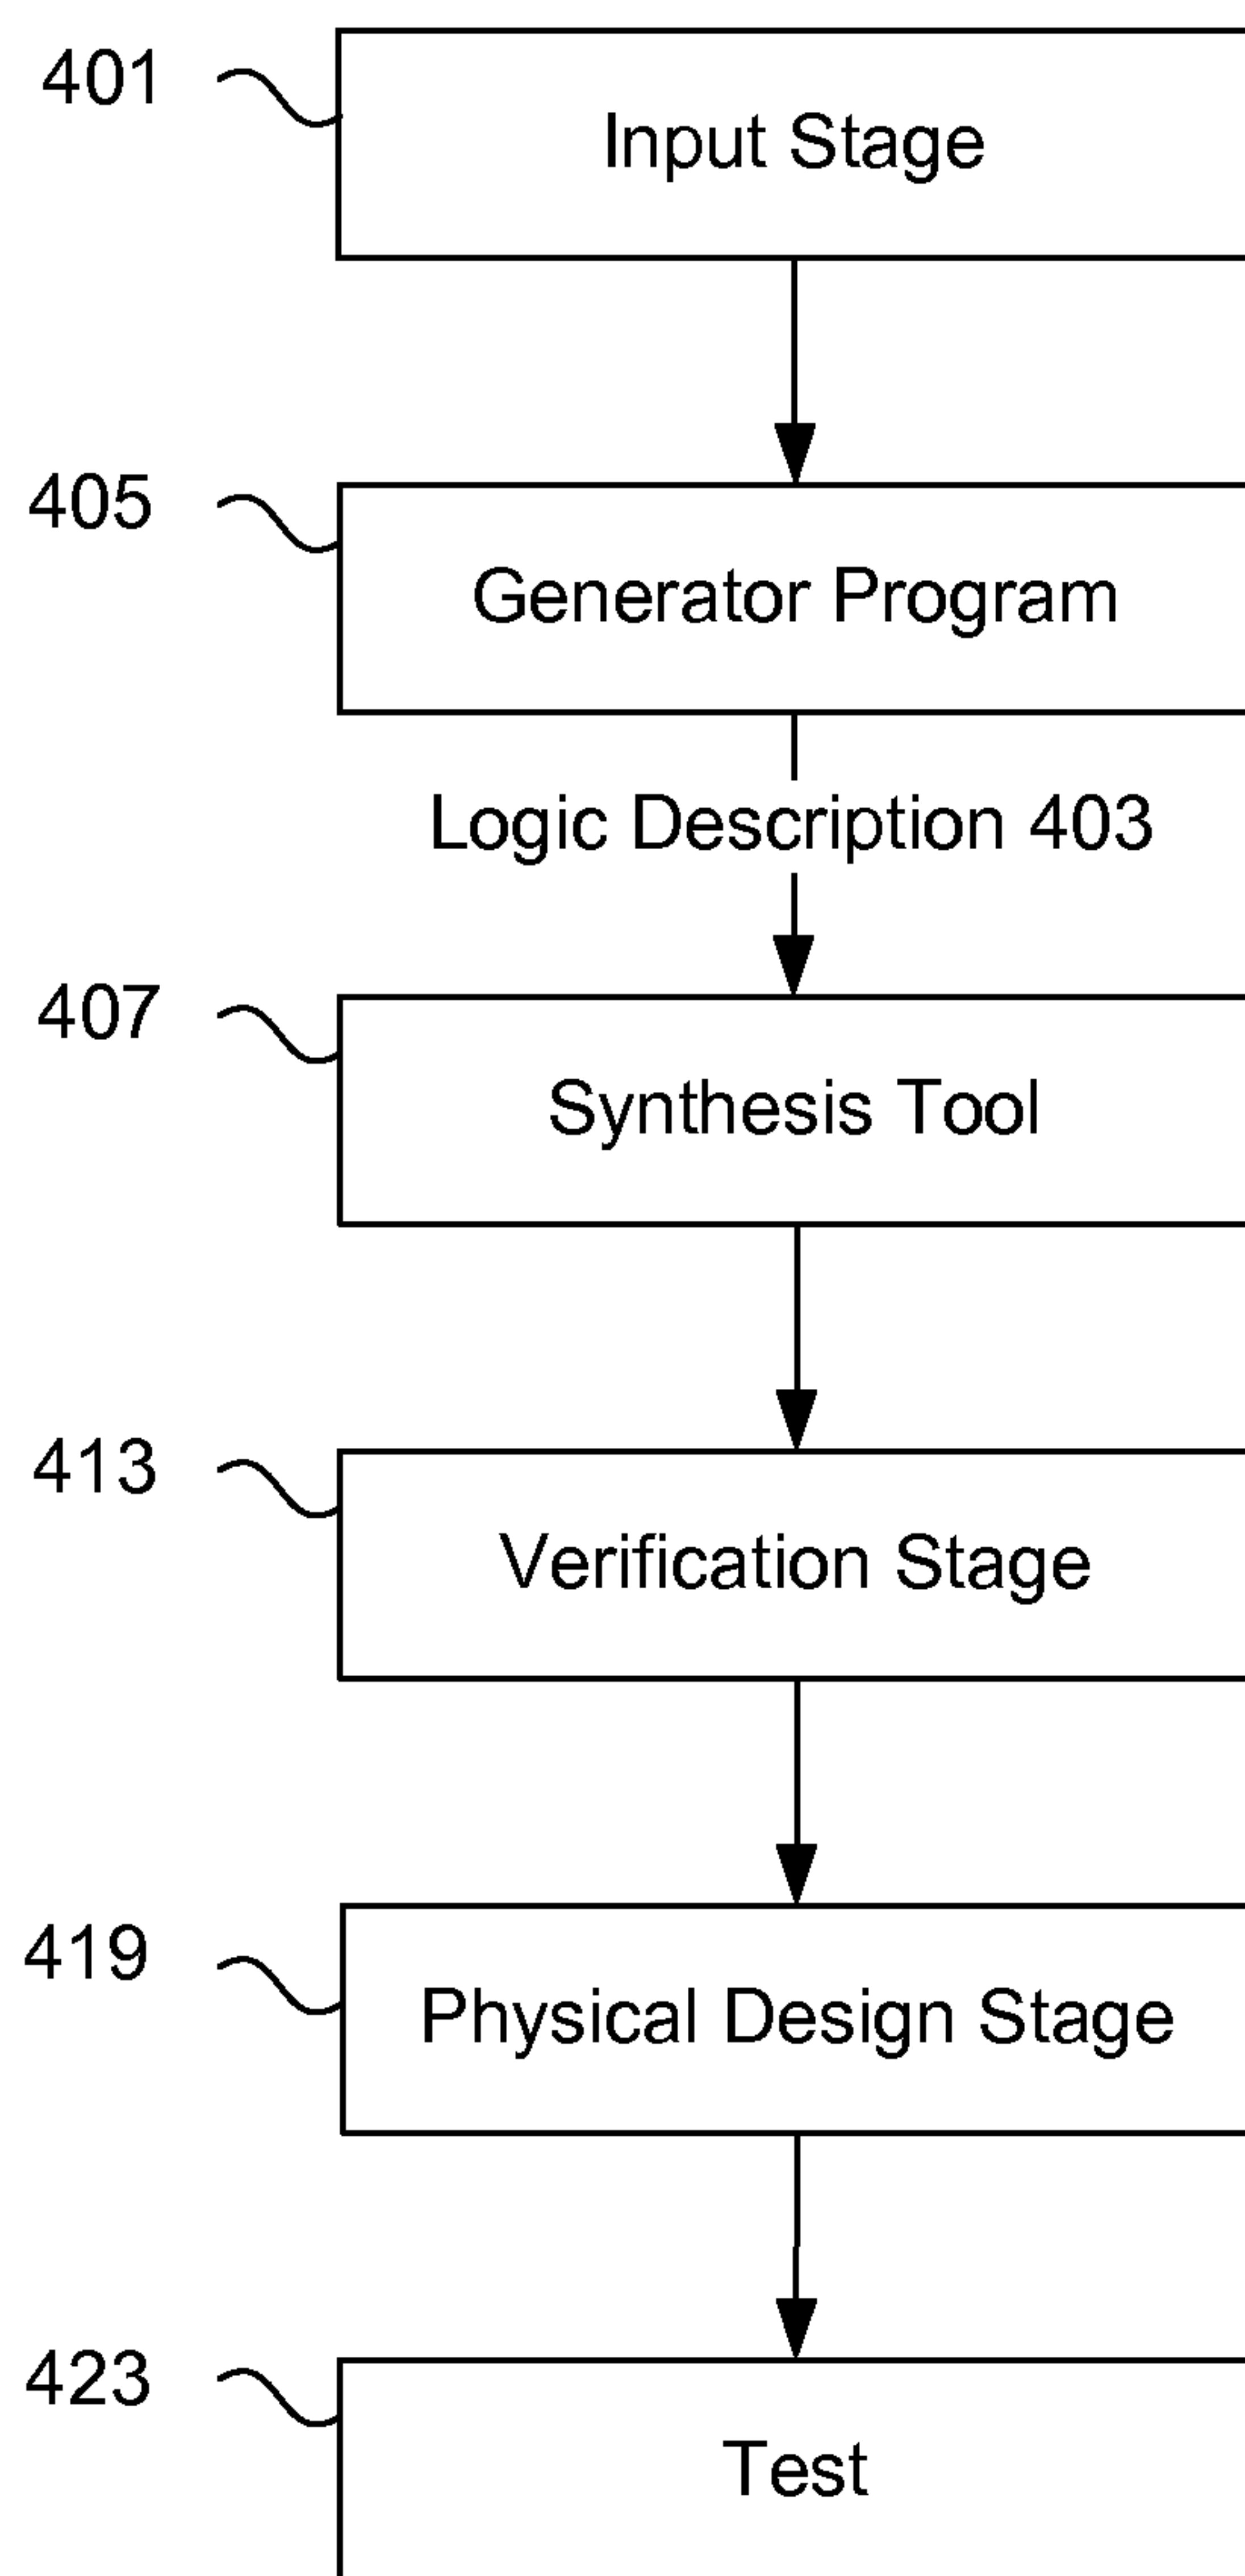 401
Input Stage
405
Generator Program
Logic Description 403
407
Synthesis Tool
413
Verification Stage
419
Physical Design Stage
423
Test